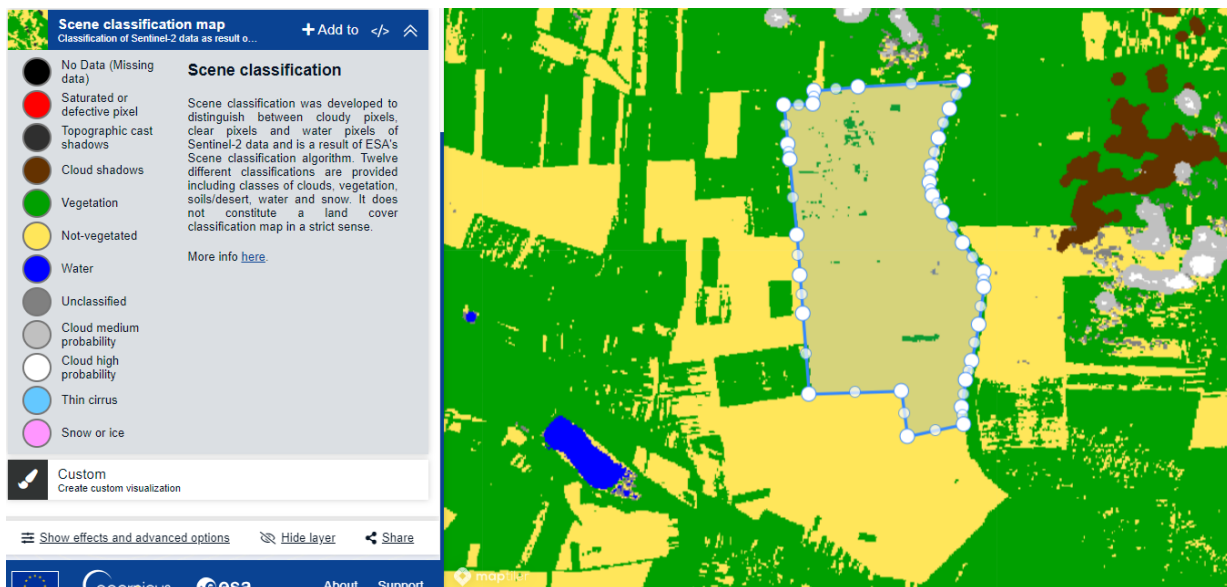 Scene classification map
Classification of Sentinel-2 data as result o...
Add to
</>
No Data (Missing
data)
Saturated or
defective pixel
Topographic cast
shadows
Cloud shadows
Vegetation
Not-vegetated
Water
Unclassified
Cloud medium
probability
Cloud high
probability
Thin cirrus
Snow or ice
Scene classification
Scene classification was developed to
distinguish between cloudy pixels,
clear pixels and water pixels of
Sentinel-2 data and is a result of ESA's
Scene classification algorithm. Twelve
different classifications are provided
including classes of clouds, vegetation,
soils/desert, water and snow. It does
not constitute a land cover
classification map in a strict sense.
More info here.
Custom
Create custom visualization
Show effects and advanced options
Hide layer
Share
esa
About
Support